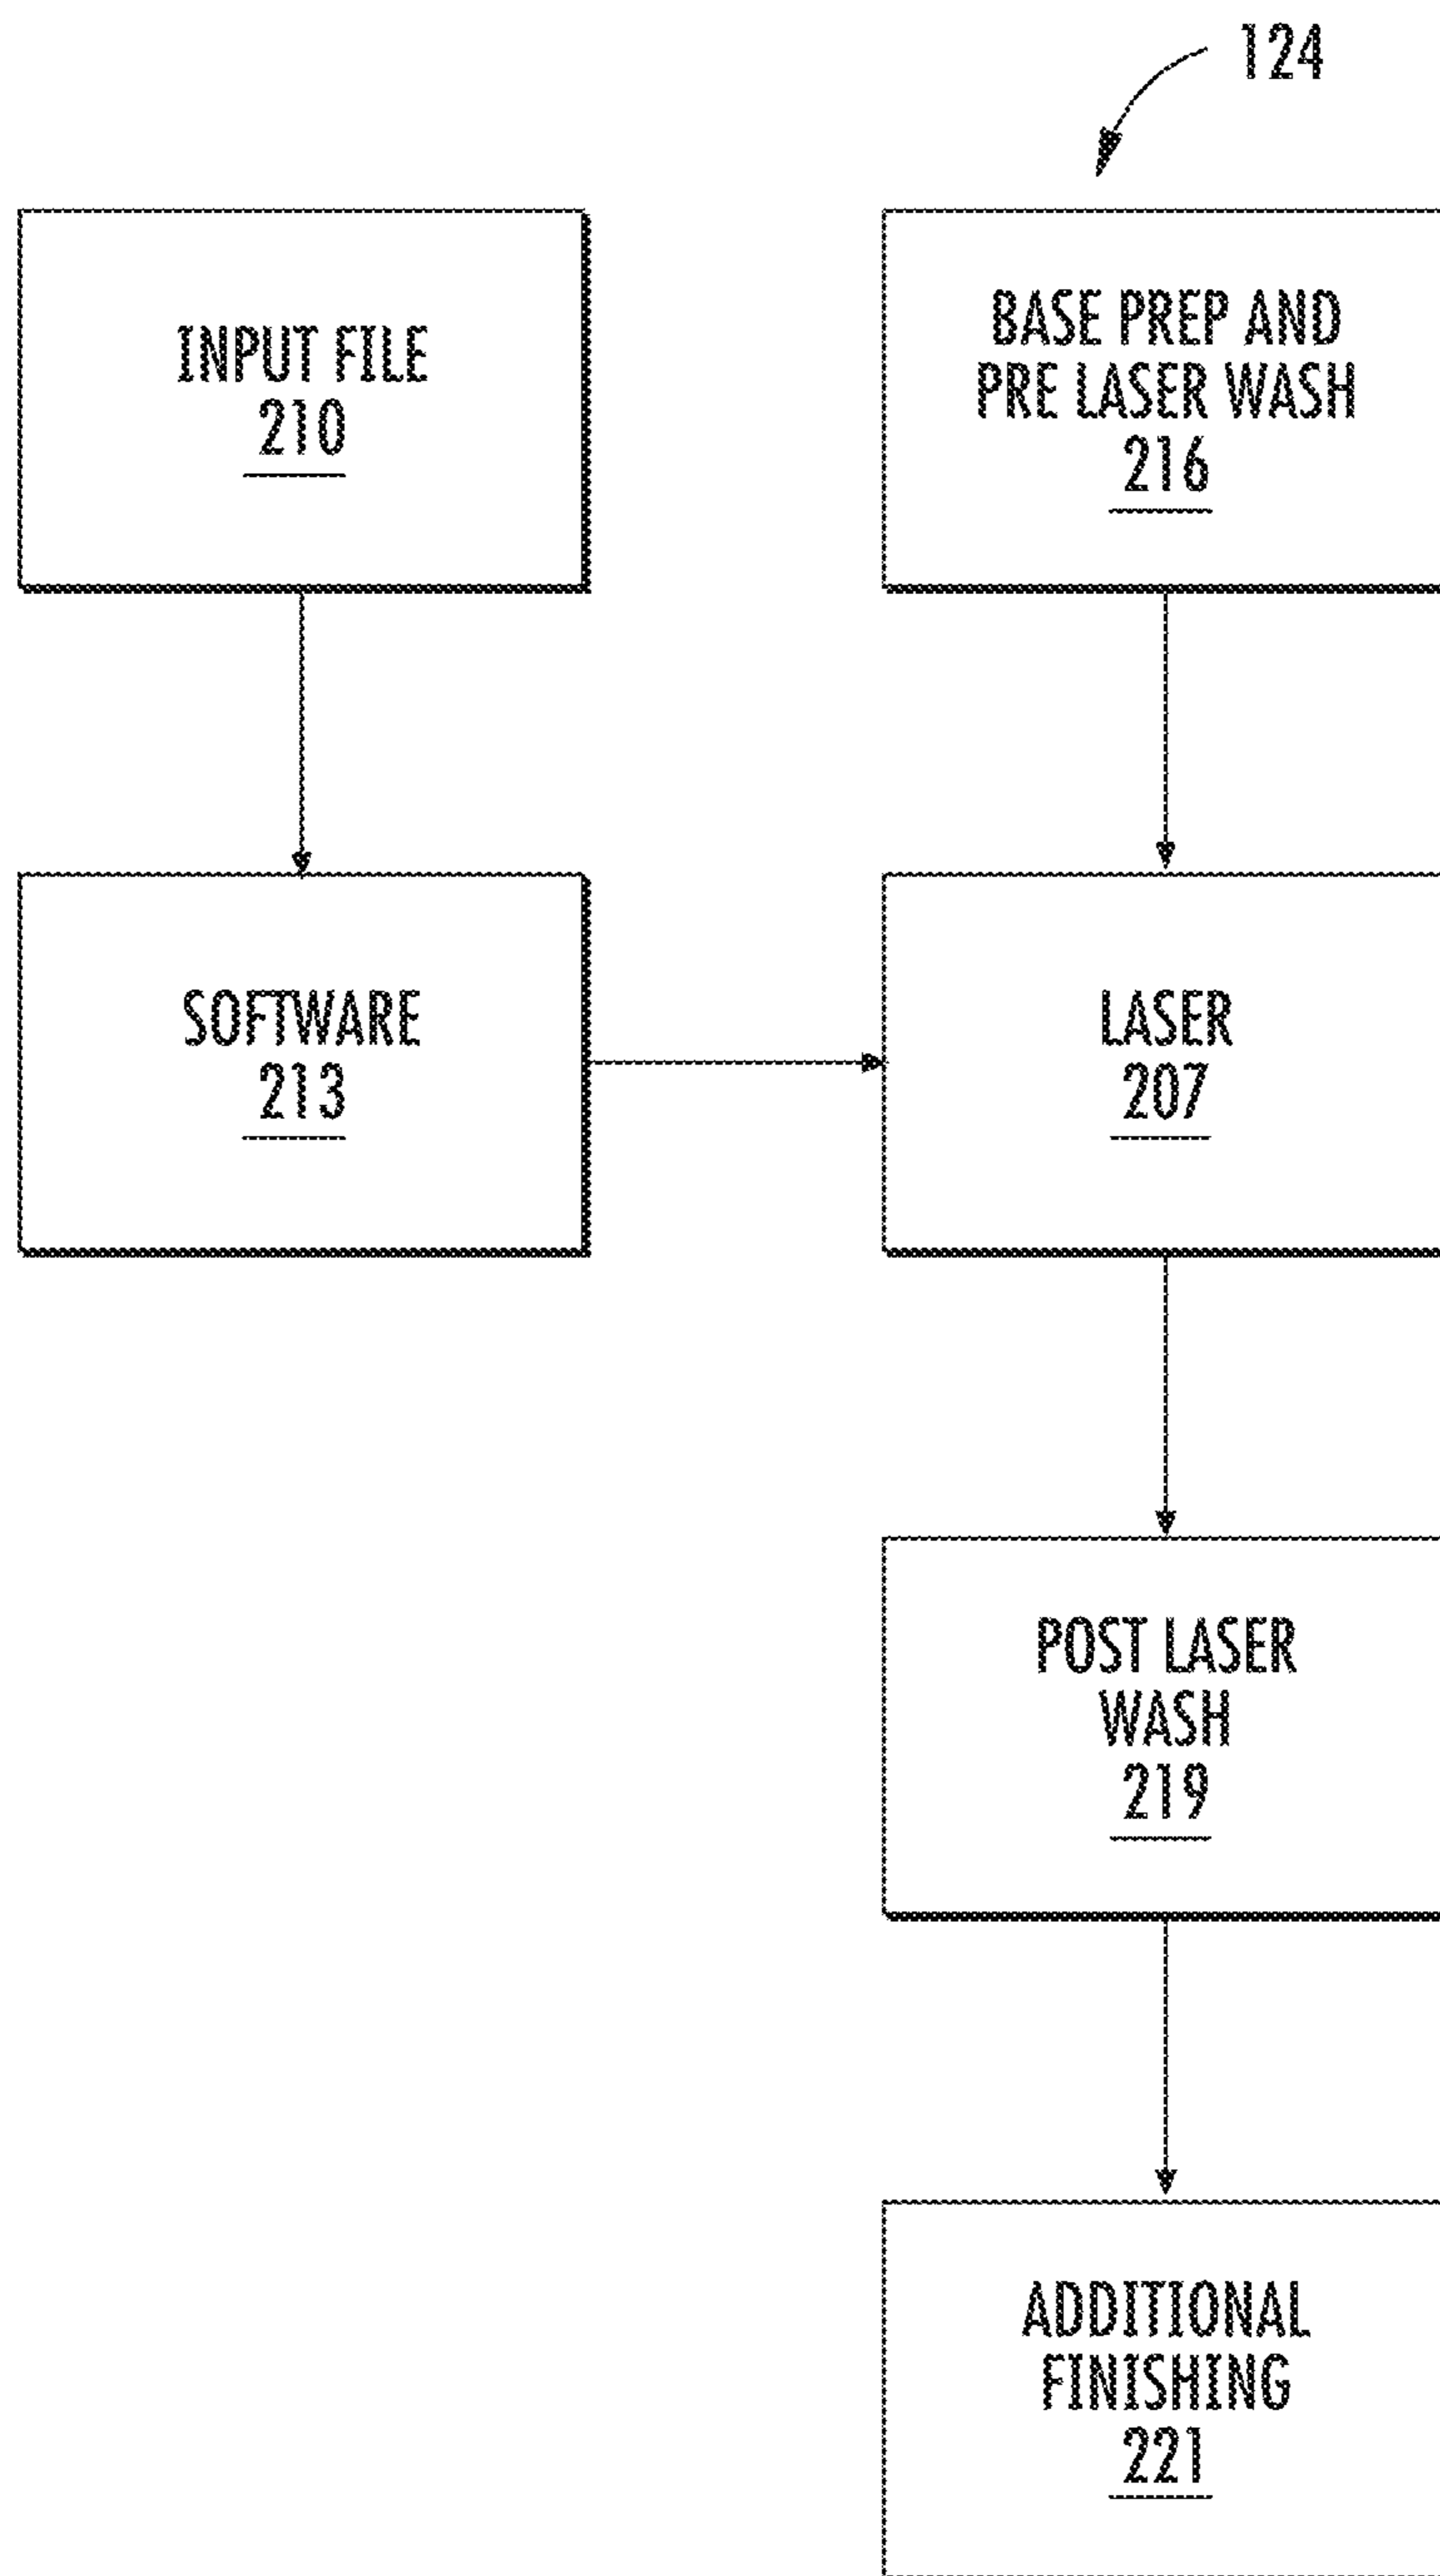 124
INPUT FILE
210
BASE PREP AND
PRE LASER WASH
216
SOFTWARE
213
LASER
207
POST LASER
WASH
219
ADDITIONAL
FINISHING
221